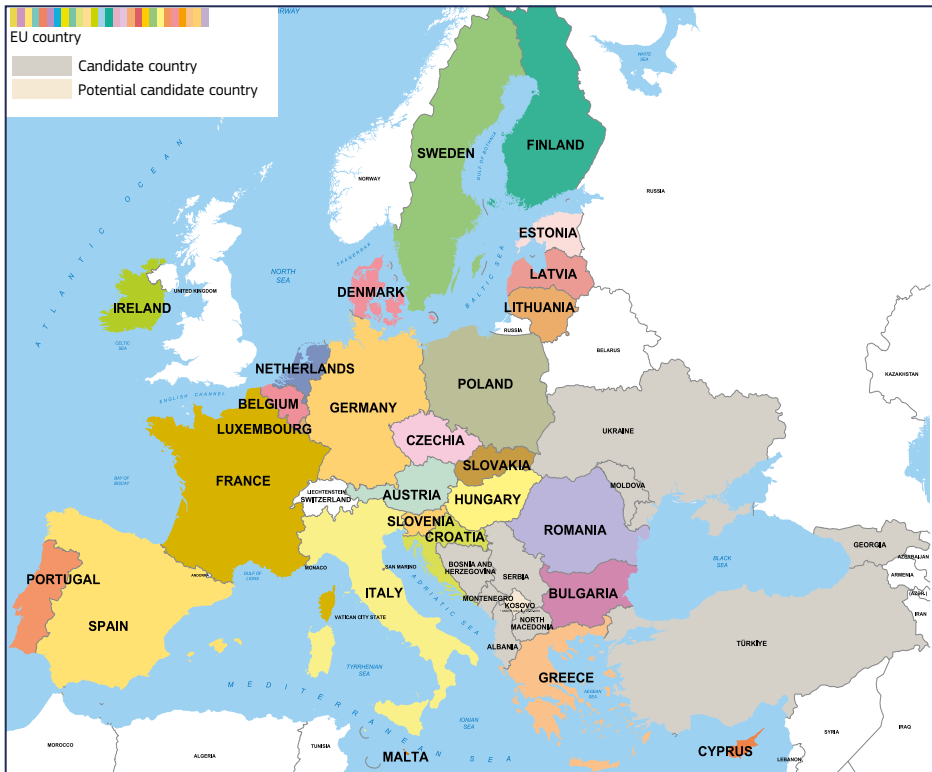 NORWAY
SEA
EU country
Candidate country
Potential candidate country
WHITE
SEA
FINLAND
SWEDEN
GULF OF BOTHNIA
NORWAY
RUSSIA
ATLANTIC OCEAN
ESTONIA
SKAGERRAK
NORTH
SEA
BALTIC SEA
LATVIA
DENMARK
UNITED KINGDOM
IRELAND
LITHUANIA
RUSSIA
CELTIC
SEA
BELARUS
NETHERLANDS
KAZAKHSTAN
POLAND
ENGLISH CHANNEL
BELGIUM
GERMANY
LUXEMBOURG
UKRAINE
CZECHIA
SLOVAKIA
BAY OF
BISCAY
FRANCE
MOLDOVA
LIECHTENSTEIN
SWITZERLAND
AUSTRIA
HUNGARY
SLOVENIA
ROMANIA
CROATIA
GEORGIA
BLACK
SEA
AZERBAIJAN
BOSNIA AND
HERZEGOVINA
MONACO
SAN MARINO
SERBIA
ANDORRA
GULF OF
LIONS
ARMENIA
PORTUGAL
ITALY
ADRIATIC SEA
BULGARIA
(AZERB.)
MONTENEGRO
KOSOVO
IRAN
VATICAN CITY STATE
NORTH
MACEDONIA
SPAIN
ALBANIA
TÜRKİYE
TYRRHENIAN
SEA
GREECE
AEGEAN
SEA
MEDITERRANEAN SEA
IONIAN
SEA
IRAQ
SYRIA
MOROCCO
ALGERIA
TUNISIA
MALTA
CYPRUS
LEBANON